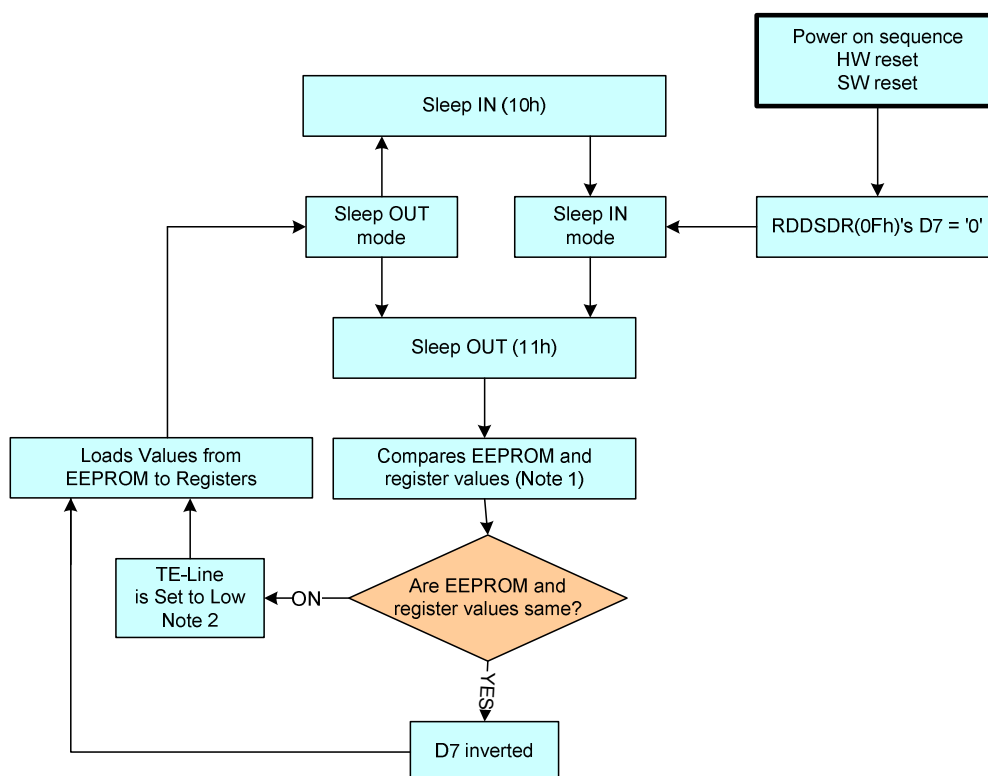 Power on sequence
HW reset
SW reset
Sleep IN (10h)
Sleep OUT
mode
Sleep IN
mode
RDDSDR(0Fh)'s D7 = '0'
Sleep OUT (11h)
Loads Values from
EEPROM to Registers
Compares EEPROM and
register values (Note 1)
TE-Line
is Set to Low
Note 2
ON
Are EEPROM and
register values same?
YES
D7 inverted